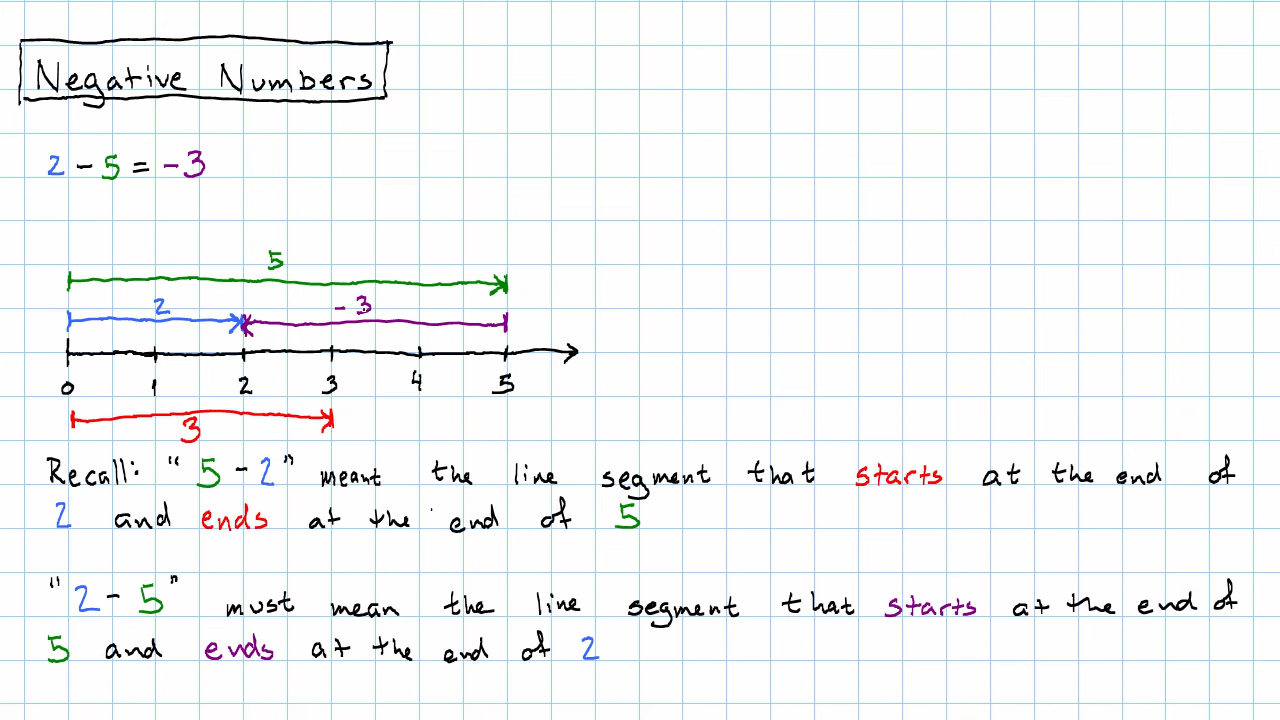 Negative Numbers
2 - 5 = -3
5
2 -3
0 1 2 3 4 5
3
Recall: "5 - 2" meant the line segment that starts at the end of
2 and ends at the end of 5
"2 - 5" must mean the line segment that starts at the end of
5 and ends at the end of 2